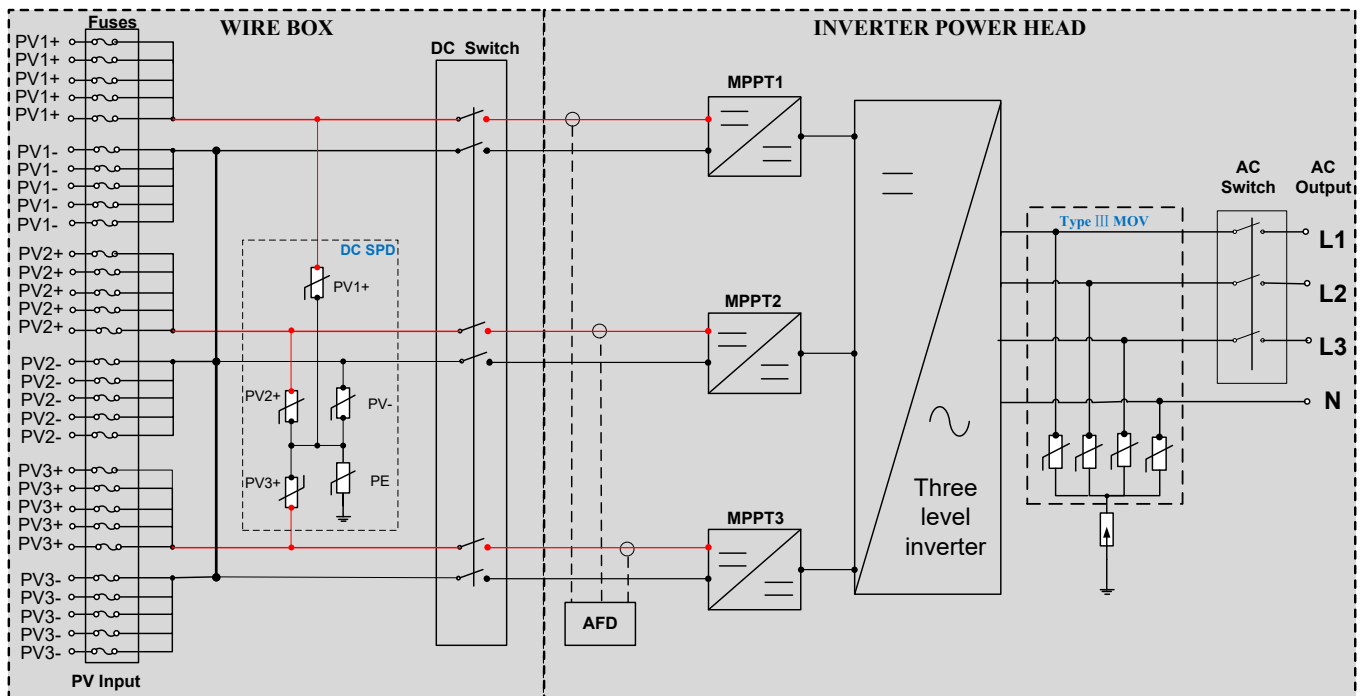 Fuses
WIRE BOX
INVERTER POWER HEAD
PV1+
PV1+
PV1+
PV1+
PV1+
DC Switch
MPPT1
PV1-
PV1-
PV1-
PV1-
PV1-
AC
Switch
AC
Output
Type III MOV
L1
PV2+
PV2+
PV2+
PV2+
PV2+
DC SPD
PV1+
L2
MPPT2
L3
PV2-
PV2-
PV2-
PV2-
PV2-
PV2+
PV-
N
PV3+
PV3+
PV3+
PV3+
PV3+
PV3+
PE
Three
level
inverter
MPPT3
PV3-
PV3-
PV3-
PV3-
PV3-
AFD
PV Input